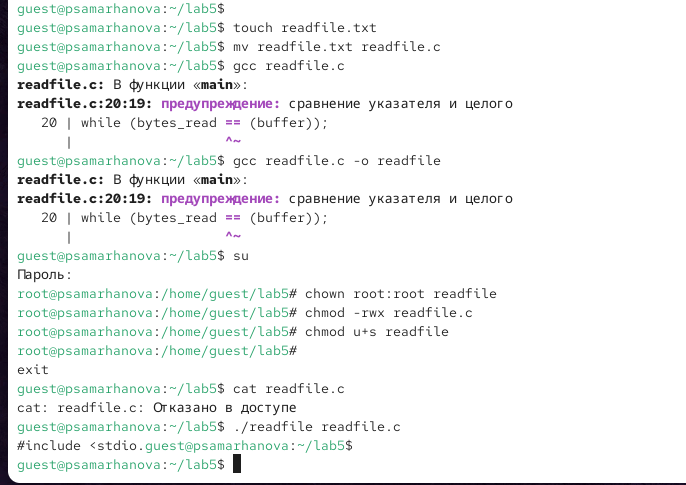 guest@psamarhanova:~/lab5$
guest@psamarhanova:~/lab5$ touch readfile.txt
guest@psamarhanova:~/lab5$ mv readfile.txt readfile.c
guest@psamarhanova:~/lab5$ gcc readfile.c
readfile.c: В функции «main»:
readfile.c:20:19: предупреждение: сравнение указателя и целого
   20 | while (bytes_read == (buffer));
      |                   ^~
guest@psamarhanova:~/lab5$ gcc readfile.c -o readfile
readfile.c: В функции «main»:
readfile.c:20:19: предупреждение: сравнение указателя и целого
   20 | while (bytes_read == (buffer));
      |                   ^~
guest@psamarhanova:~/lab5$ su
Пароль:
root@psamarhanova:/home/guest/lab5# chown root:root readfile
root@psamarhanova:/home/guest/lab5# chmod -rwx readfile.c
root@psamarhanova:/home/guest/lab5# chmod u+s readfile
root@psamarhanova:/home/guest/lab5#
exit
guest@psamarhanova:~/lab5$ cat readfile.c
cat: readfile.c: Отказано в доступе
guest@psamarhanova:~/lab5$ ./readfile readfile.c
#include <stdio.guest@psamarhanova:~/lab5$
guest@psamarhanova:~/lab5$